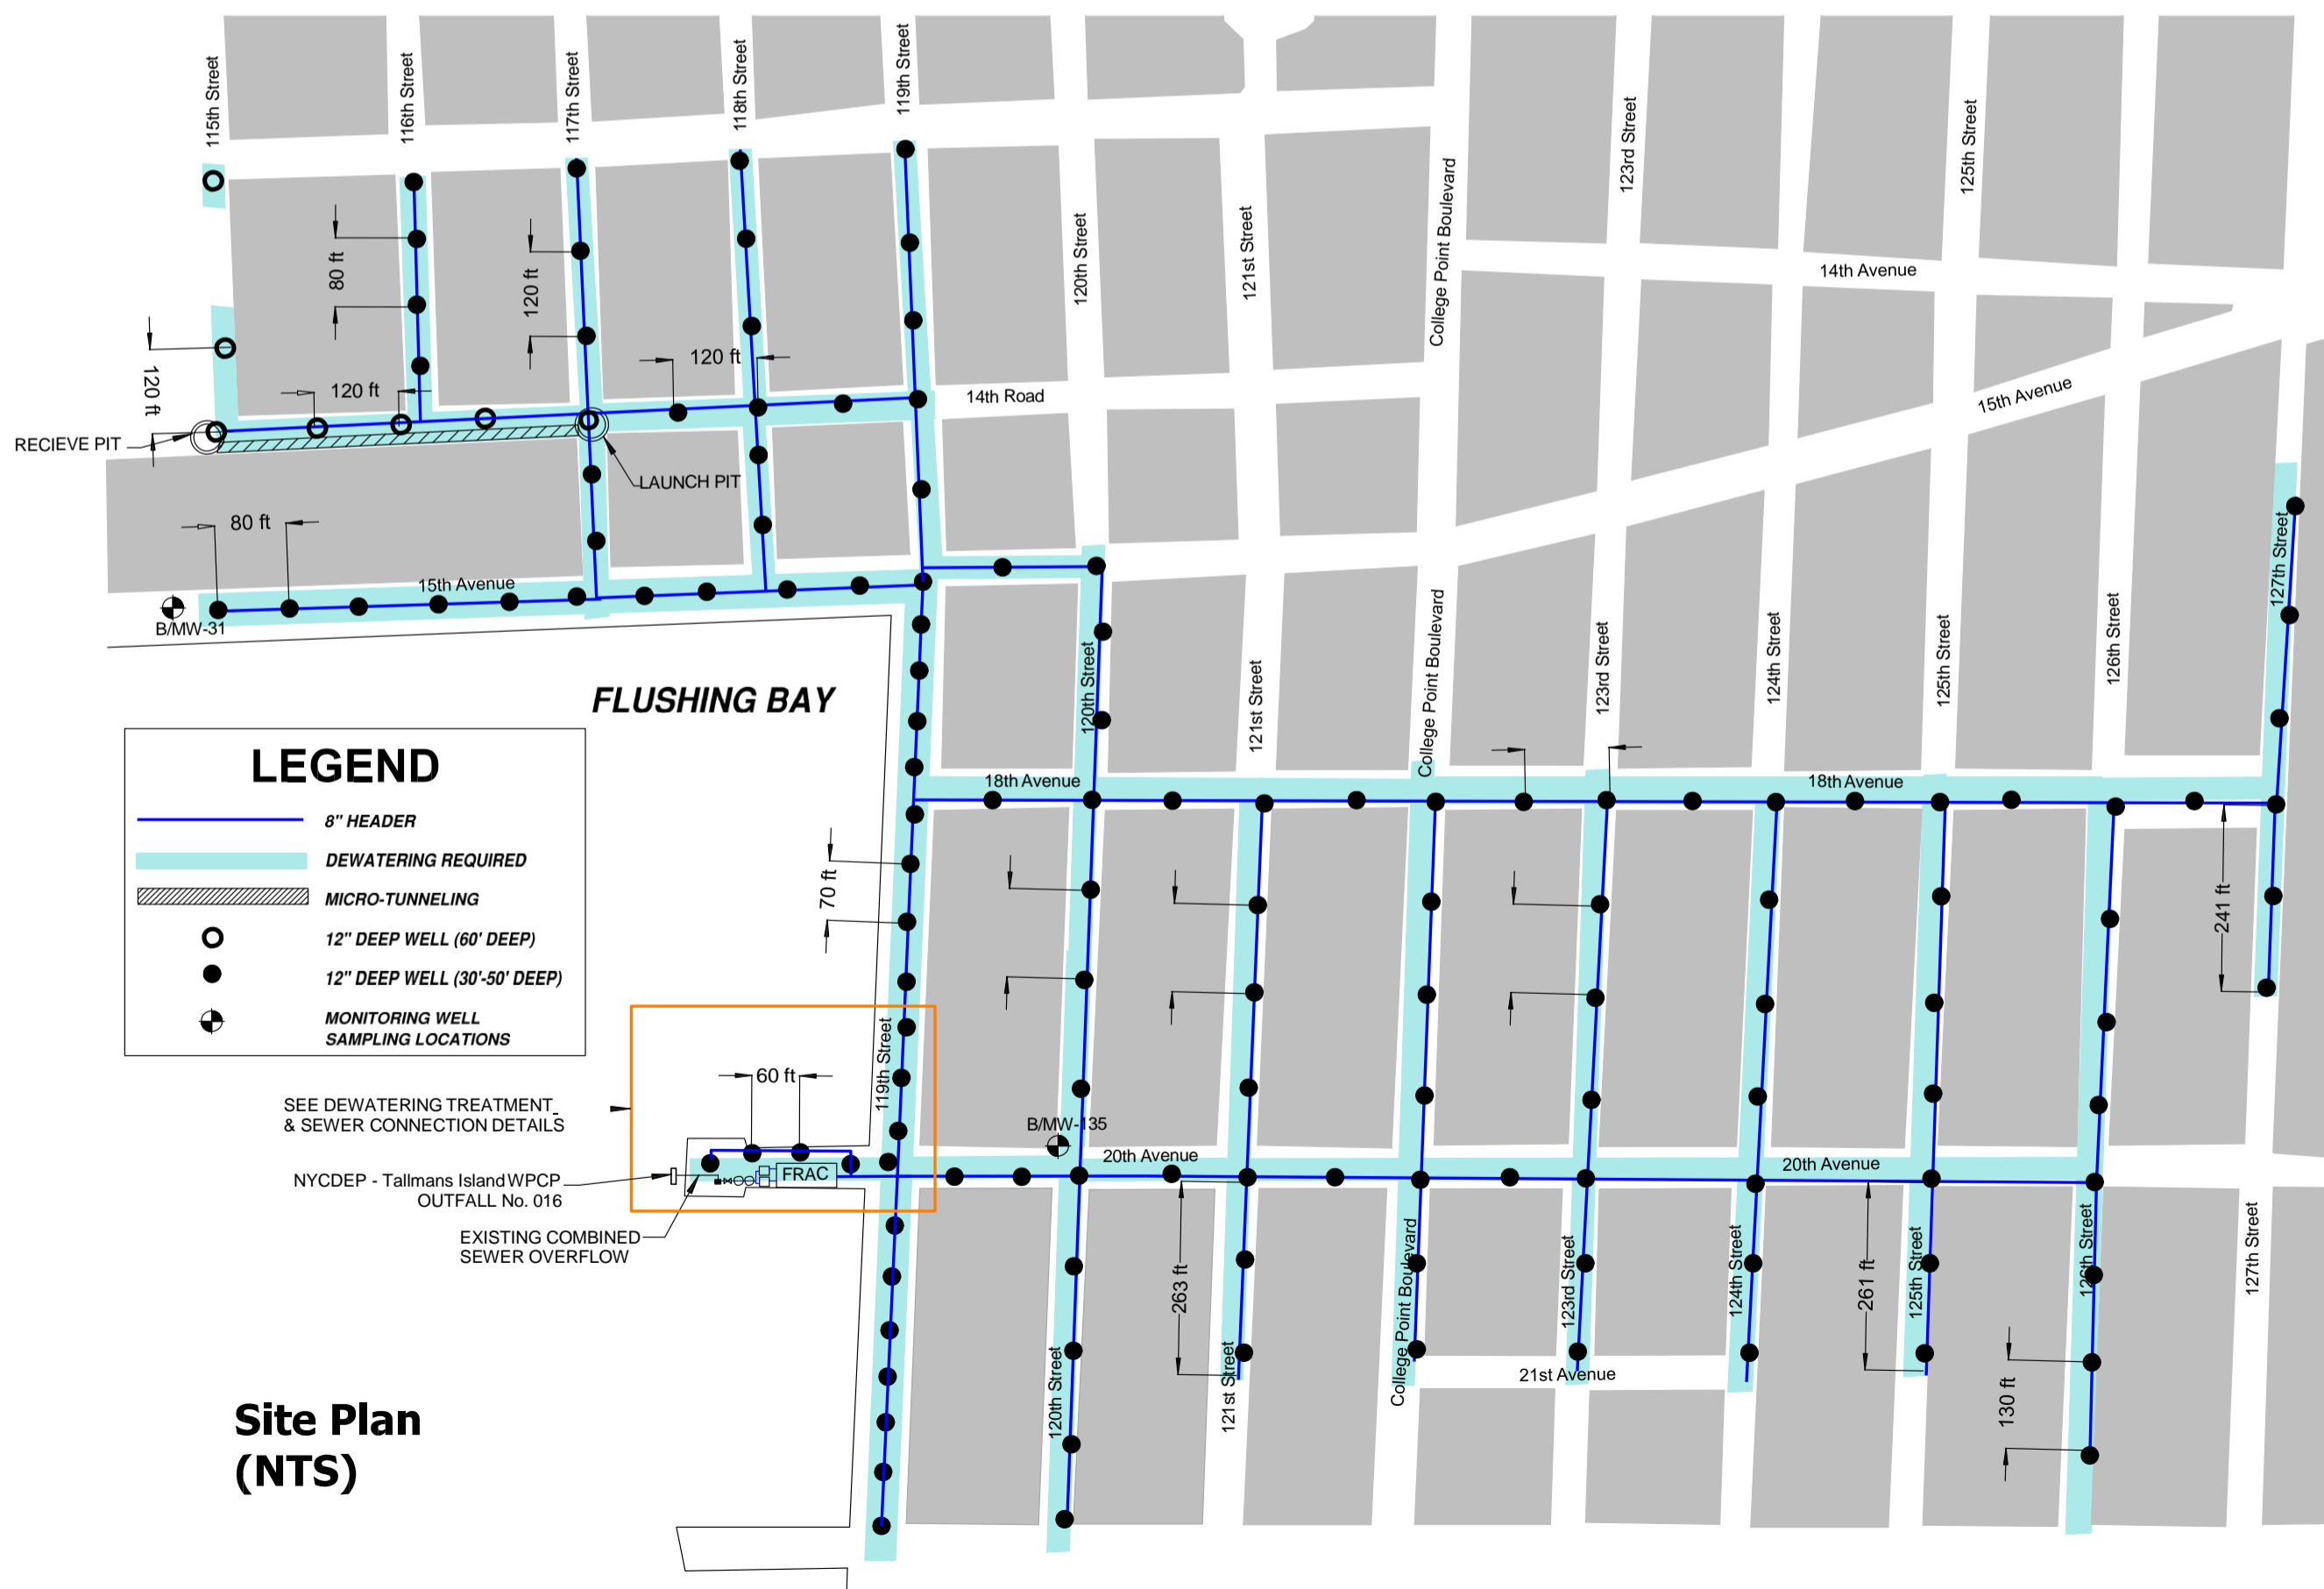 115th Street
116th Street
117th Street
118th Street
119th Street
120th Street
121st Street
College Point Boulevard
123rd Street
125th Street
14th Avenue
80 ft
120 ft
120 ft
120 ft
120 ft
14th Road
15th Avenue
RECIEVE PIT
LAUNCH PIT
80 ft
15th Avenue
B/MW-31
127th Street
120th Street
121st Street
College Point Boulevard
123rd Street
124th Street
125th Street
126th Street
FLUSHING BAY
LEGEND
8" HEADER
DEWATERING REQUIRED
MICRO-TUNNELING
12" DEEP WELL (60' DEEP)
12" DEEP WELL (30'-50' DEEP)
MONITORING WELL
SAMPLING LOCATIONS
18th Avenue
18th Avenue
70 ft
241 ft
119th Street
60 ft
SEE DEWATERING TREATMENT
& SEWER CONNECTION DETAILS
B/MW-135
20th Avenue
20th Avenue
FRAC
NYCDEP - Tallmans Island WPCP
OUTFALL No. 016
EXISTING COMBINED
SEWER OVERFLOW
263 ft
261 ft
130 ft
120th Street
121st Street
College Point Boulevard
123rd Street
124th Street
125th Street
126th Street
127th Street
21st Avenue
Site Plan
(NTS)